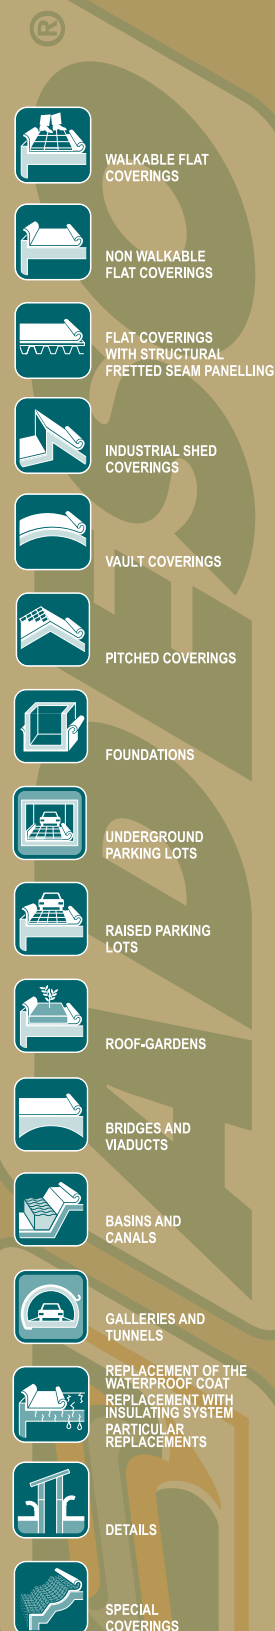 ®
WALKABLE FLAT
COVERINGS
NON WALKABLE
FLAT COVERINGS
FLAT COVERINGS
WITH STRUCTURAL
FRETTED SEAM PANELLING
INDUSTRIAL SHED
COVERINGS
VAULT COVERINGS
PITCHED COVERINGS
FOUNDATIONS
UNDERGROUND
PARKING LOTS
RAISED PARKING
LOTS
ROOF-GARDENS
BRIDGES AND
VIADUCTS
BASINS AND
CANALS
GALLERIES AND
TUNNELS
REPLACEMENT OF THE
WATERPROOF COAT
REPLACEMENT WITH
INSULATING SYSTEM
PARTICULAR
REPLACEMENTS
DETAILS
SPECIAL
COVERINGS
ADESO